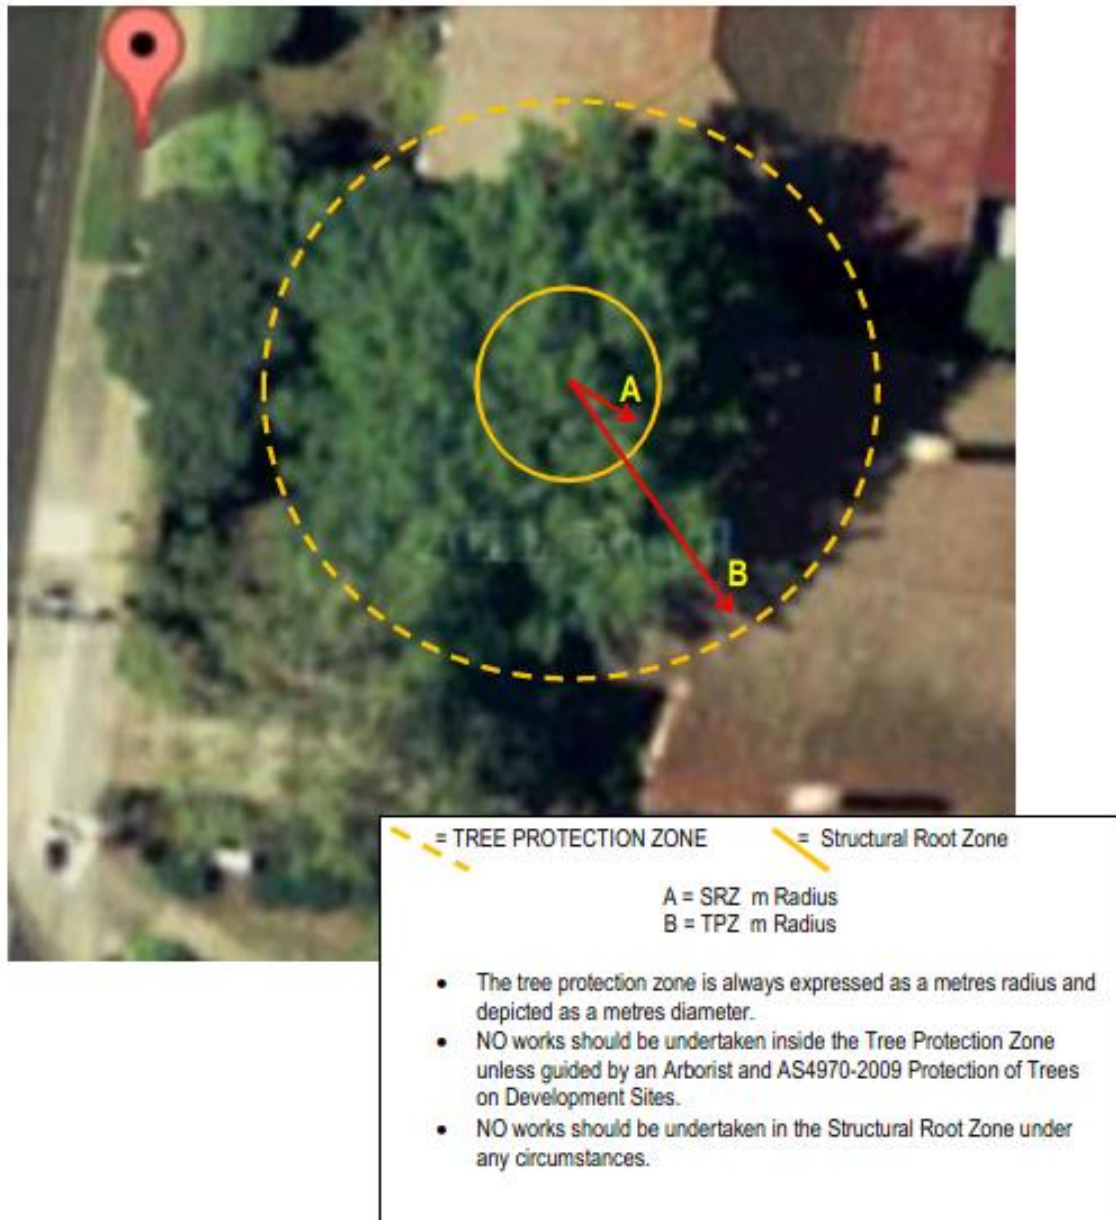 A
B
= TREE PROTECTION ZONE
= Structural Root Zone
A = SRZ m Radius
B = TPZ m Radius
• The tree protection zone is always expressed as a metres radius and
depicted as a metres diameter.
• NO works should be undertaken inside the Tree Protection Zone
unless guided by an Arborist and AS4970-2009 Protection of Trees
on Development Sites.
• NO works should be undertaken in the Structural Root Zone under
any circumstances.